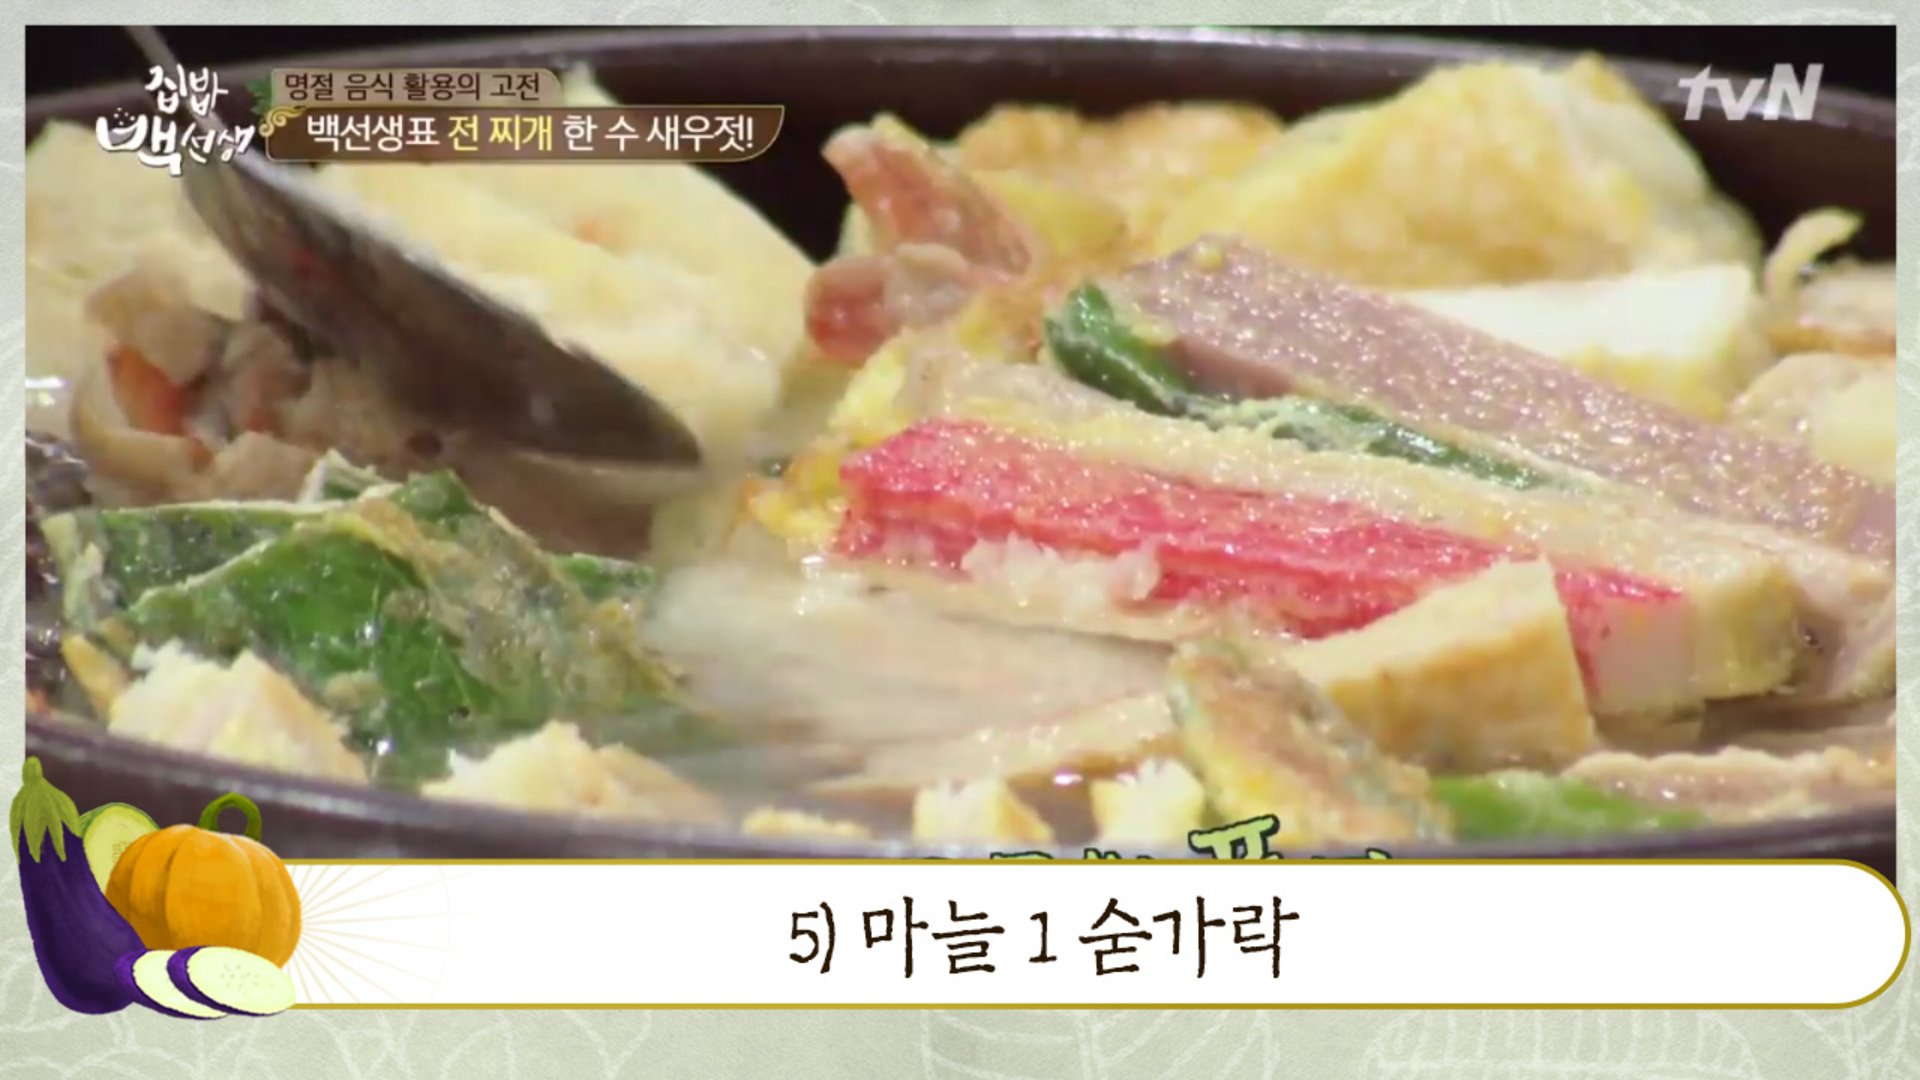 집밥
백선생
명절 음식 활용의 고전
백선생표 전 찌개 한 수 새우젓!
tvN
5) 마늘 1 숟가락